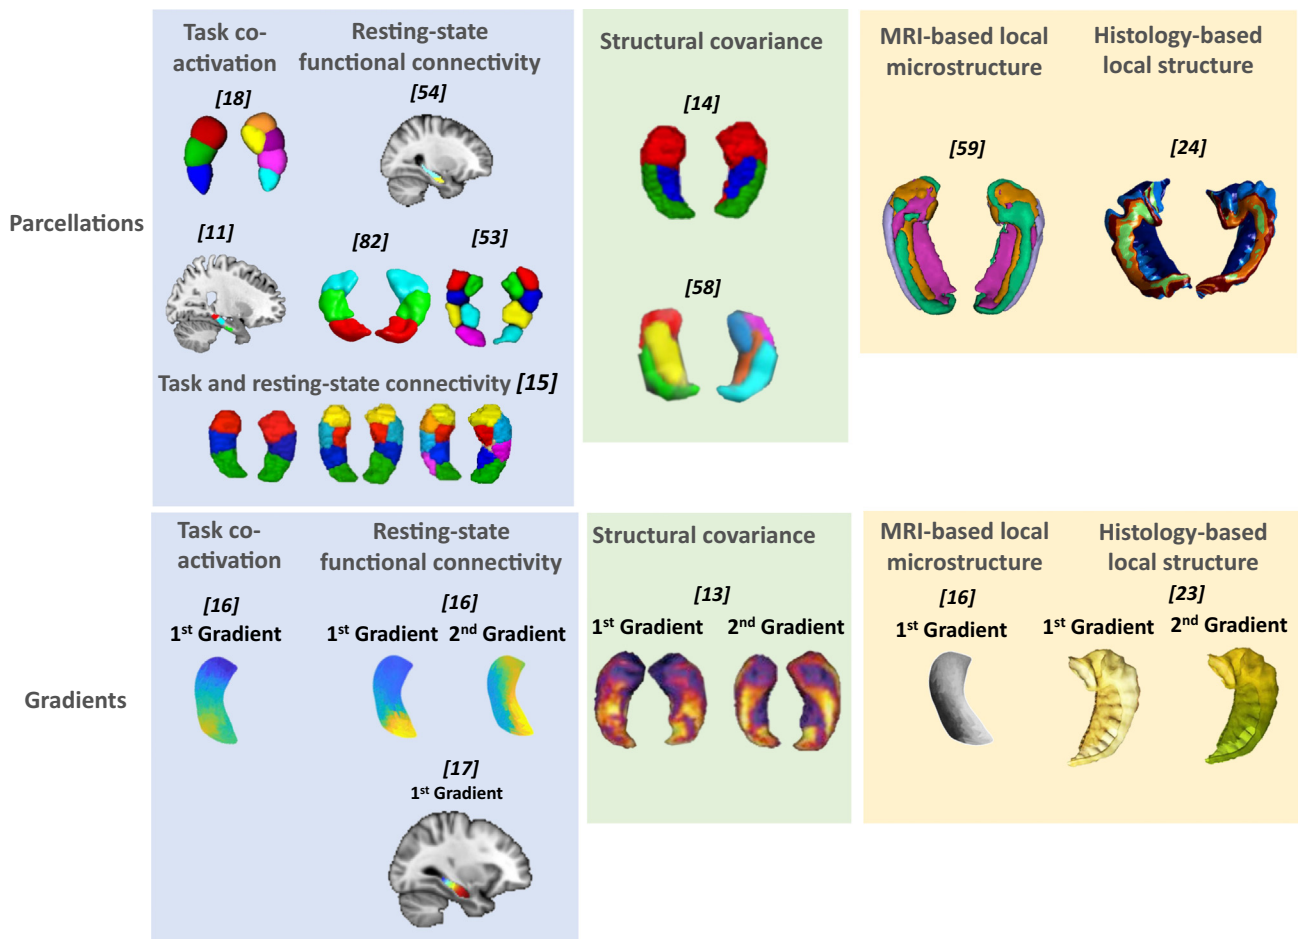 Task co-
activation
[18]
Resting-state
functional connectivity
[54]
Structural covariance
[14]
MRI-based local
microstructure
[59]
Histology-based
local structure
[24]
Parcellations
[11]
[82]
[53]
[58]
Task and resting-state connectivity [15]
Task co-
activation
[16]
1st Gradient
Resting-state
functional connectivity
[16]
1st Gradient 2nd Gradient
Structural covariance
[13]
1st Gradient 2nd Gradient
MRI-based local
microstructure
[16]
1st Gradient
Histology-based
local structure
[23]
1st Gradient 2nd Gradient
Gradients
[17]
1st Gradient